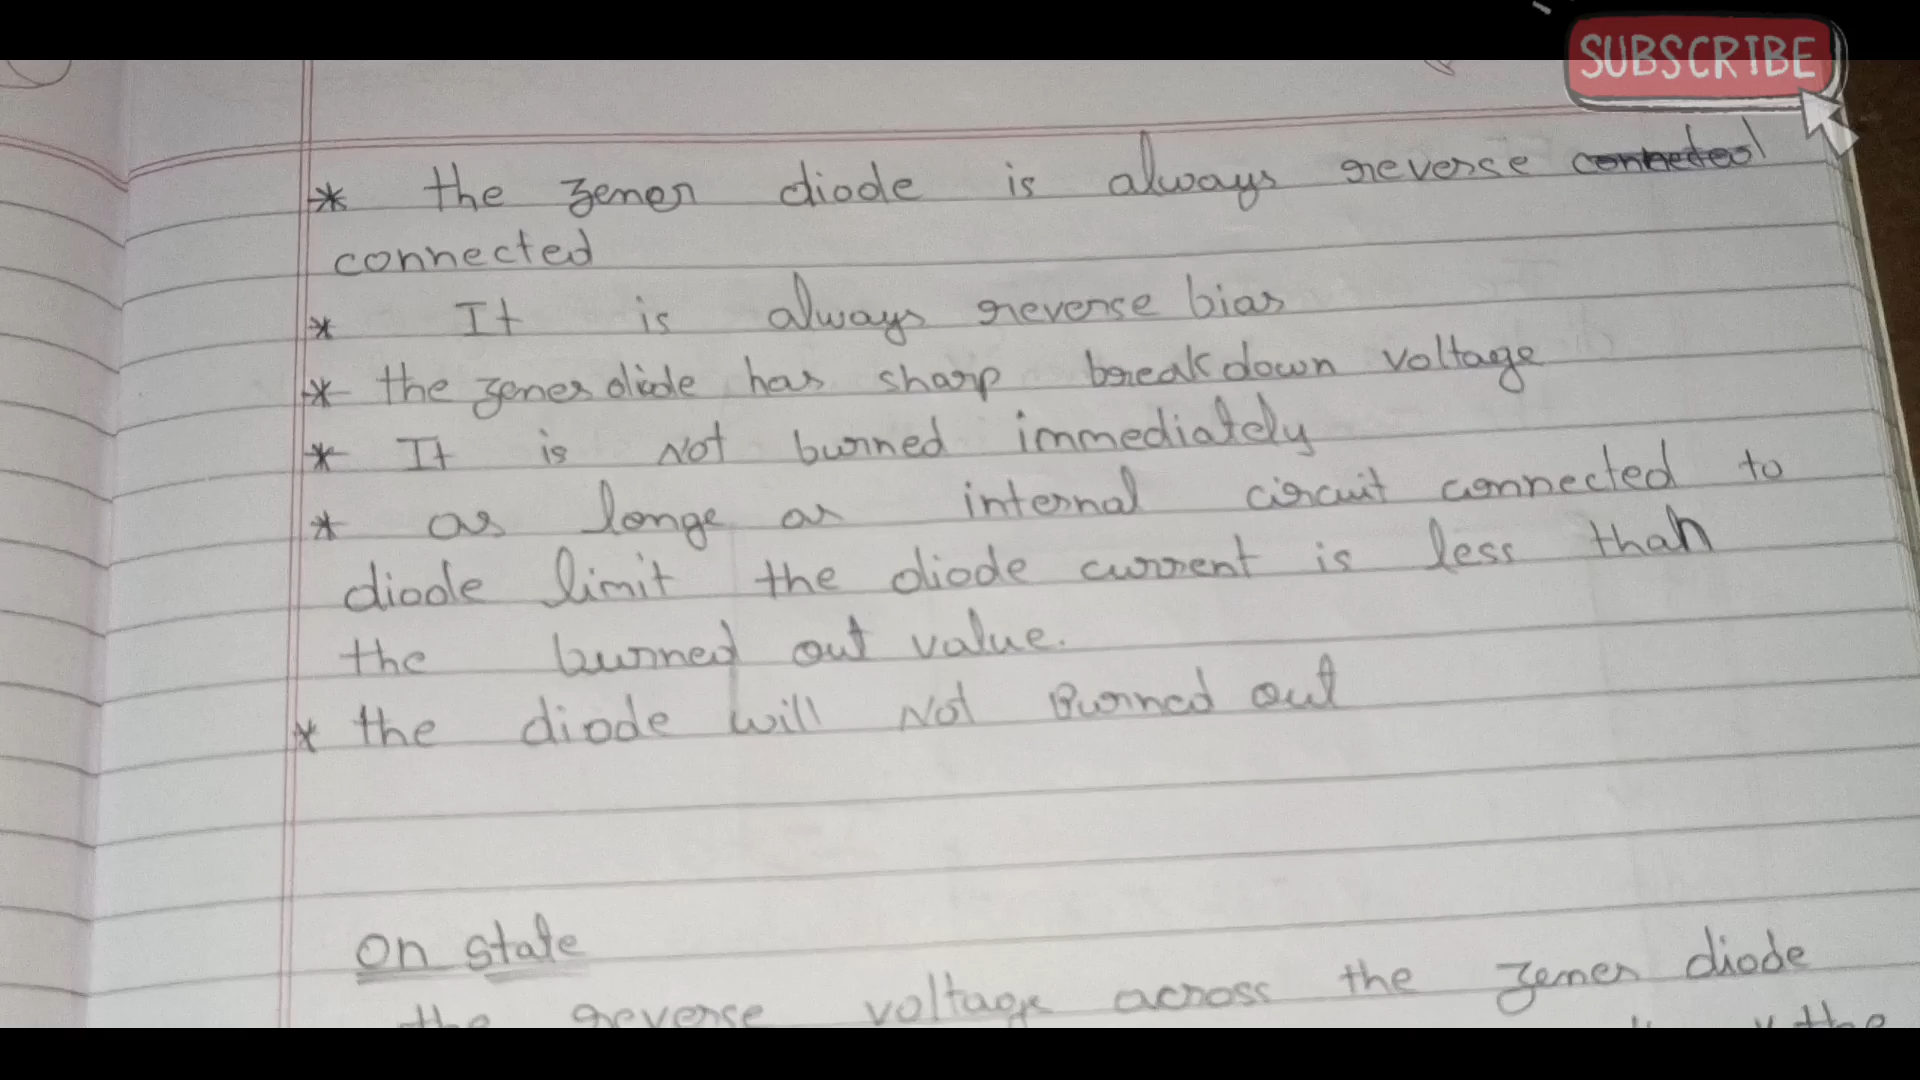 SUBSCRIBE
* the zener diode is always reverse
connected
* It is always reverse bias
* the zener diode has sharp breakdown voltage
* It is Not burned immediately
* as longe as internal circuit connected to
diode limit the diode current is less than
the burned out value.
* the diode will Not Burned out
On state
the reverse voltage across the zener diode
the